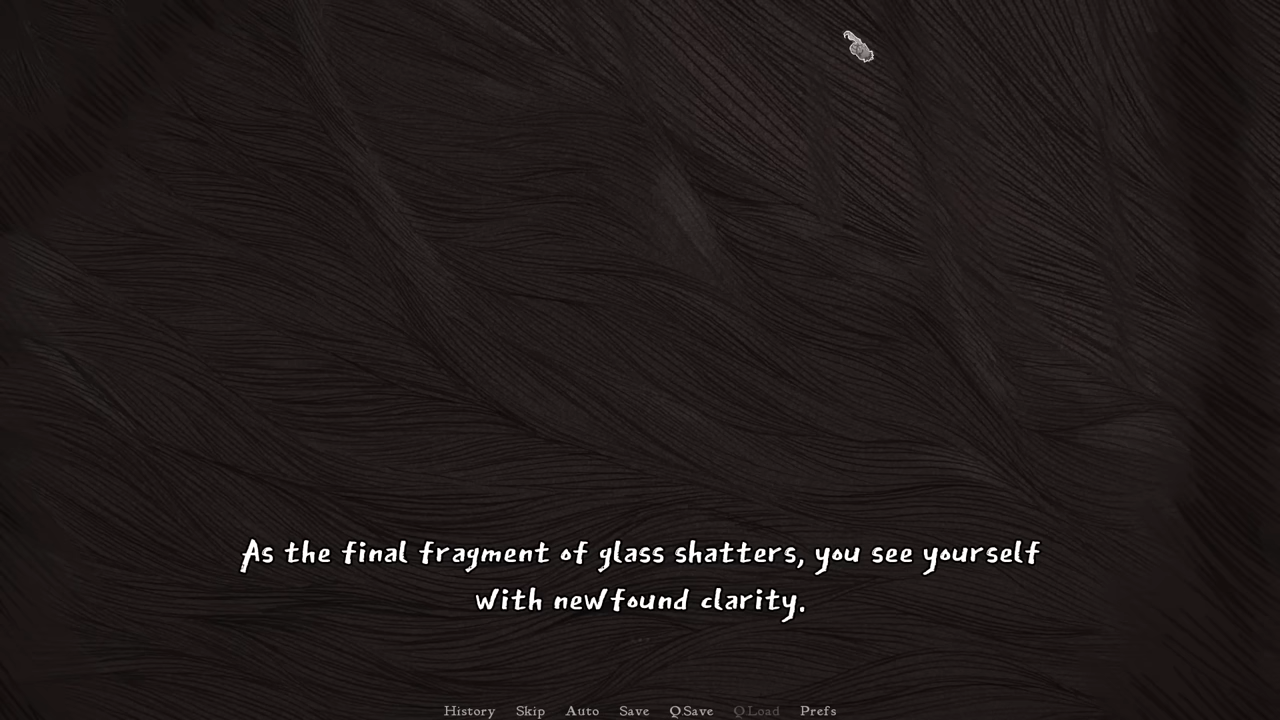 As the final fragment of glass shatters, you see yourself
with newfound clarity.
History Skip Auto Save Q.Save Q.Load Prefs